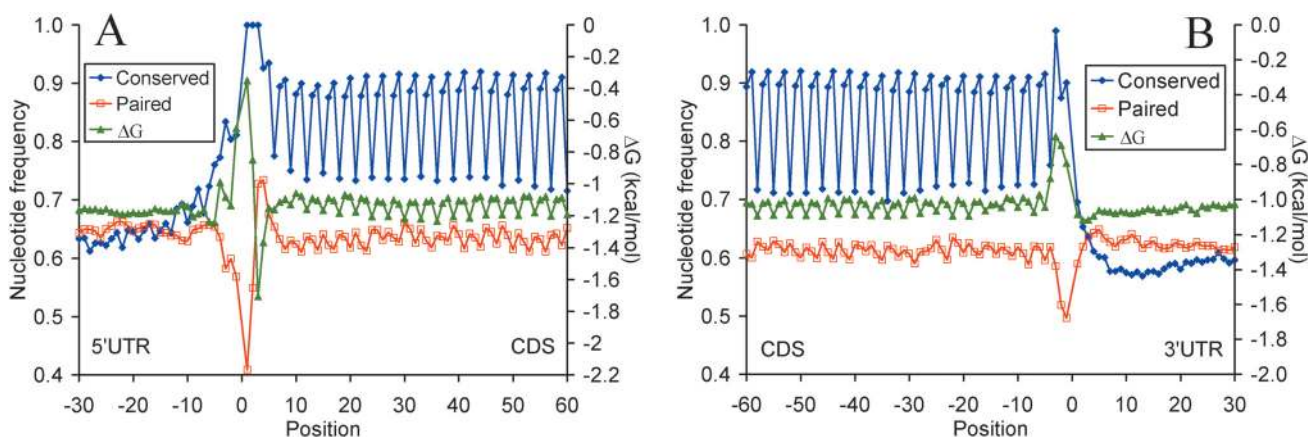 A
Conserved
Paired
ΔG
Nucleotide frequency
1.0
0.9
0.8
0.7
0.6
0.5
0.4
0
-0.2
-0.4
-0.6
-0.8
-1
-1.2
-1.4
-1.6
-1.8
-2
-2.2
ΔG (kcal/mol)
5'UTR
CDS
-30 -20 -10 0 10 20 30 40 50 60
Position
B
Conserved
Paired
ΔG
Nucleotide frequency
1.0
0.9
0.8
0.7
0.6
0.5
0.4
0.0
-0.2
-0.4
-0.6
-0.8
-1.0
-1.2
-1.4
-1.6
-1.8
-2.0
ΔG (kcal/mol)
CDS
3'UTR
-60 -50 -40 -30 -20 -10 0 10 20 30
Position